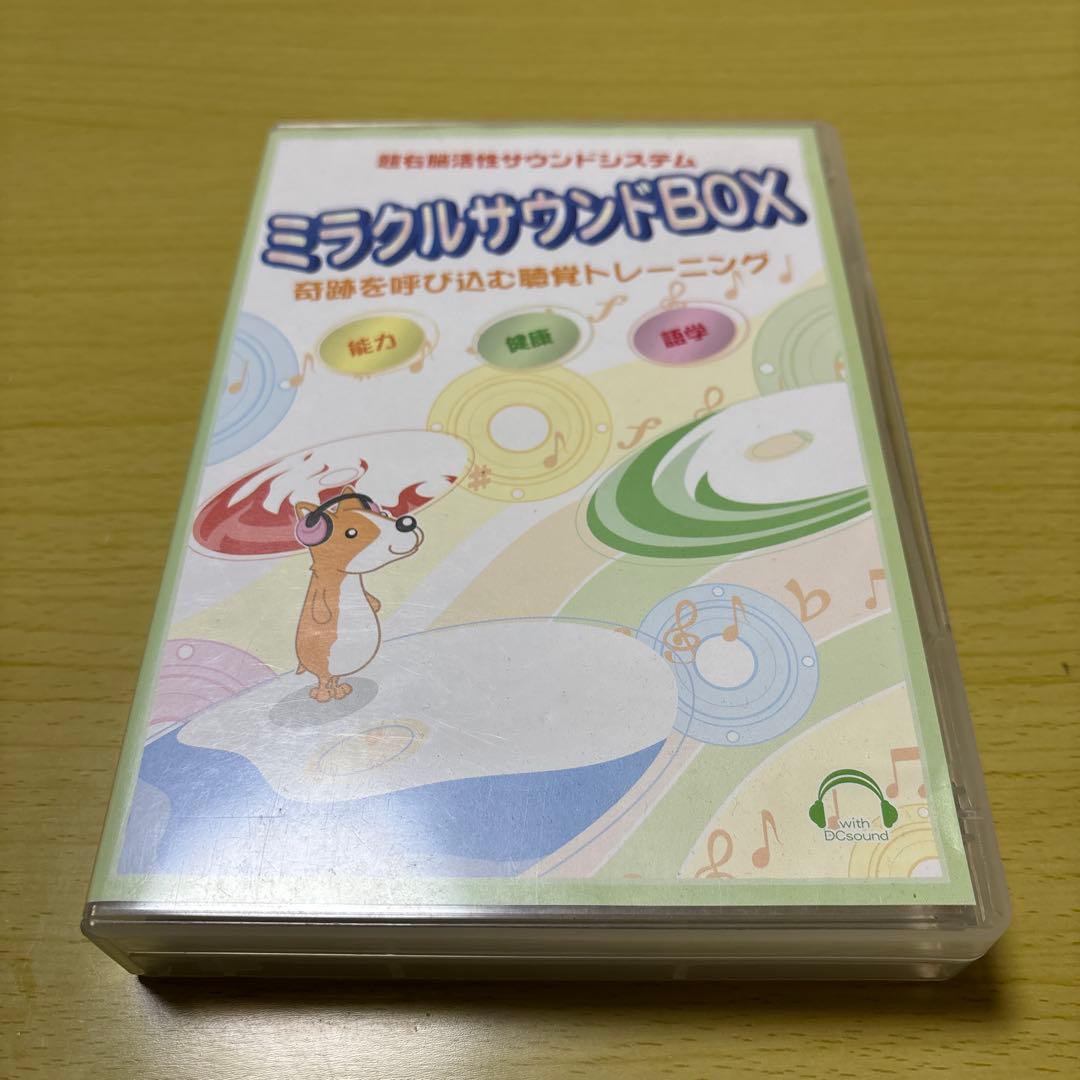 超右脳活性サウンドシステム
ミラクルサウンドBOX
奇跡を呼び込む聴覚トレーニング
能力
健康
語学
with
DCsound